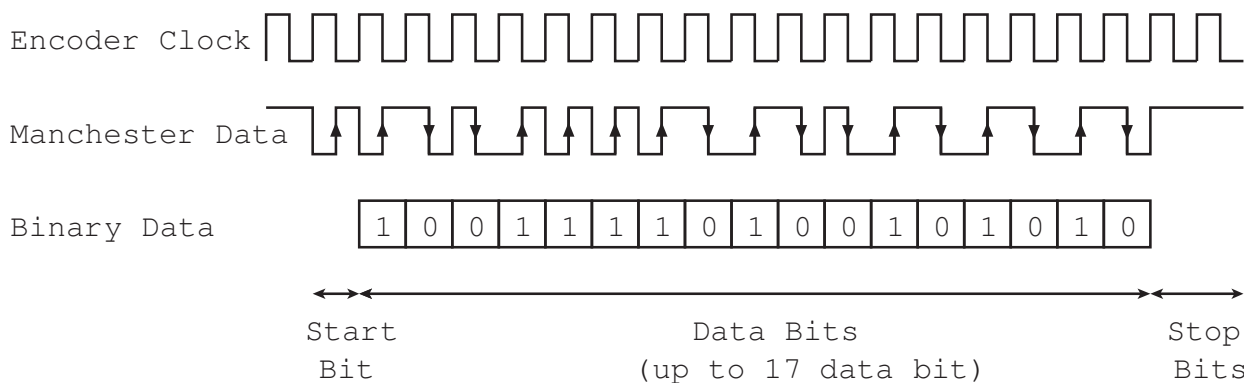 Encoder Clock
Manchester Data
Binary Data 1 0 0 1 1 1 1 0 1 0 0 1 0 1 0 1 0
Start Bit
Data Bits
(up to 17 data bit)
Stop Bits